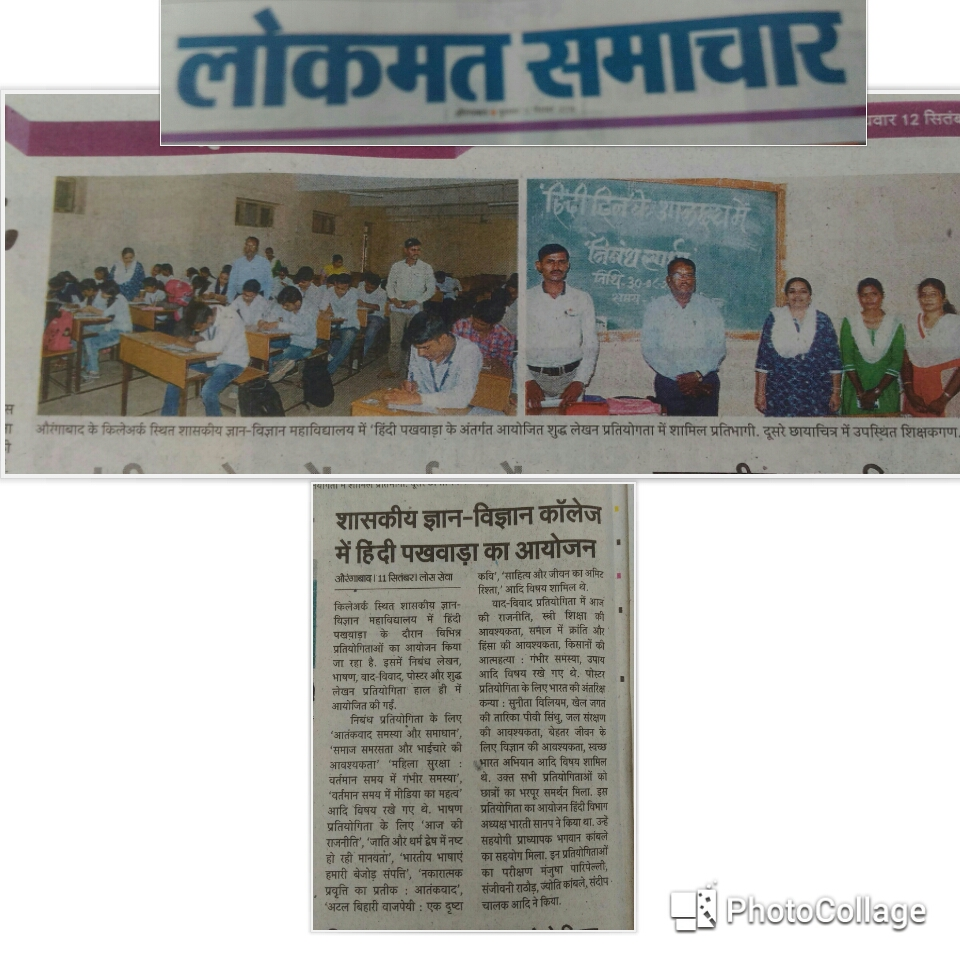 लोकमत समाचार
12 सितंब
हिंदी दिन के उपलक्ष्य में
निबंध स्पर्धा
समय
औरंगाबाद के किलेअर्क स्थित शासकीय ज्ञान-विज्ञान महाविद्यालय में 'हिंदी पखवाड़ा के अंतर्गत आयोजित शुद्ध लेखन प्रतियोगता में शामिल प्रतिभागी. दूसरे छायाचित्र में उपस्थित शिक्षकगण.
शासकीय ज्ञान-विज्ञान कॉलेज
में हिंदी पखवाड़ा का आयोजन
औरंगाबाद। 11 सितंबर। लोस सेवा
किलेअर्क स्थित शासकीय ज्ञान-
विज्ञान महाविद्यालय में हिंदी
पखवाड़ा के दौरान विभिन्न
प्रतियोगिताओं का आयोजन किया
जा रहा है. इसमें निबंध लेखन,
भाषण, वाद-विवाद, पोस्टर और शुद्ध
लेखन प्रतियोगिता हाल ही में
आयोजित की गई.
निबंध प्रतियोगिता के लिए
'आतंकवाद समस्या और समाधान',
'समाज समरसता और भाईचारे की
आवश्यकता' 'महिला सुरक्षा :
वर्तमान समय में गंभीर समस्या',
'वर्तमान समय में मीडिया का महत्व'
आदि विषय रखे गए थे. भाषण
प्रतियोगिता के लिए 'आज की
राजनीति', 'जाति और धर्म द्वेष में नष्ट
हो रही मानवता', 'भारतीय भाषाएं
हमारी बेजोड़ संपत्ति', 'नकारात्मक
प्रवृत्ति का प्रतीक : आतंकवाद',
'अटल बिहारी वाजपेयी : एक दृष्टा
कवि', 'साहित्य और जीवन का अमिट
रिश्ता,' आदि विषय शामिल थे.
वाद-विवाद प्रतियोगिता में आज
की राजनीति, स्त्री शिक्षा की
आवश्यकता, समाज में क्रांति और
हिंसा की आवश्यकता, किसानों की
आत्महत्या : गंभीर समस्या, उपाय
आदि विषय रखे गए थे. पोस्टर
प्रतियोगिता के लिए भारत की अंतरिक्ष
कन्या : सुनीता विलियम, खेल जगत
की तारिका पीवी सिंधु, जल संरक्षण
की आवश्यकता, बेहतर जीवन के
लिए विज्ञान की आवश्यकता, स्वच्छ
भारत अभियान आदि विषय शामिल
थे. उक्त सभी प्रतियोगिताओं को
छात्रों का भरपूर समर्थन मिला. इस
प्रतियोगिता का आयोजन हिंदी विभाग
अध्यक्ष भारती सानप ने किया था. उन्हे
सहयोगी प्राध्यापक भगवान कांबले
का सहयोग मिला. इन प्रतियोगिताओं
का परीक्षण मंजुषा पारिपेल्लो,
संजीवनी राठौड़, ज्योति कांबले, संदीप
चालक आदि ने किया.
PhotoCollage